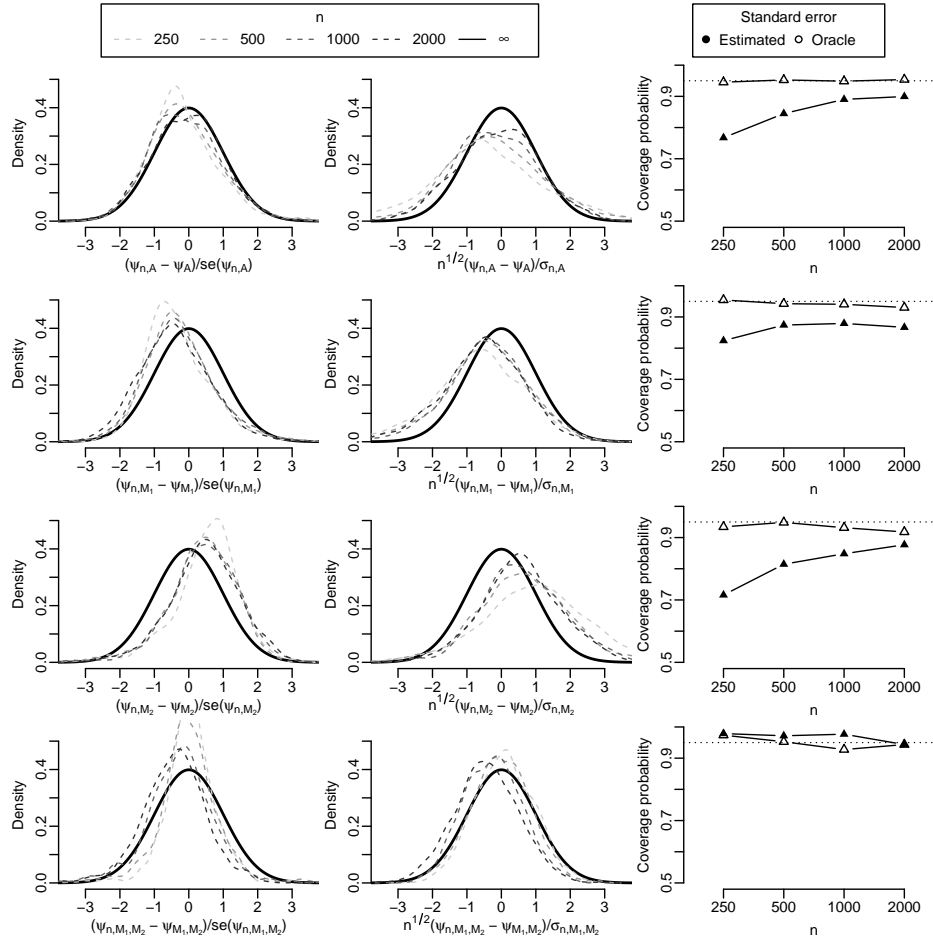 n
250 500 1000 2000 ∞
Standard error
Estimated Oracle
Density
0.0 0.2 0.4
−3 −2 −1 0 1 2 3
(ψn,A − ψA)/se(ψn,A)
Density
0.0 0.2 0.4
−3 −2 −1 0 1 2 3
n1/2(ψn,A − ψA)/σn,A
Coverage probability
0.5 0.7 0.9
250 500 1000 2000
n
Density
0.0 0.2 0.4
−3 −2 −1 0 1 2 3
(ψn,M1 − ψM1)/se(ψn,M1)
Density
0.0 0.2 0.4
−3 −2 −1 0 1 2 3
n1/2(ψn,M1 − ψM1)/σn,M1
Coverage probability
0.5 0.7 0.9
250 500 1000 2000
n
Density
0.0 0.2 0.4
−3 −2 −1 0 1 2 3
(ψn,M2 − ψM2)/se(ψn,M2)
Density
0.0 0.2 0.4
−3 −2 −1 0 1 2 3
n1/2(ψn,M2 − ψM2)/σn,M2
Coverage probability
0.5 0.7 0.9
250 500 1000 2000
n
Density
0.0 0.2 0.4
−3 −2 −1 0 1 2 3
(ψn,M1,M2 − ψM1,M2)/se(ψn,M1,M2)
Density
0.0 0.2 0.4
−3 −2 −1 0 1 2 3
n1/2(ψn,M1,M2 − ψM1,M2)/σn,M1,M2
Coverage probability
0.5 0.7 0.9
250 500 1000 2000
n